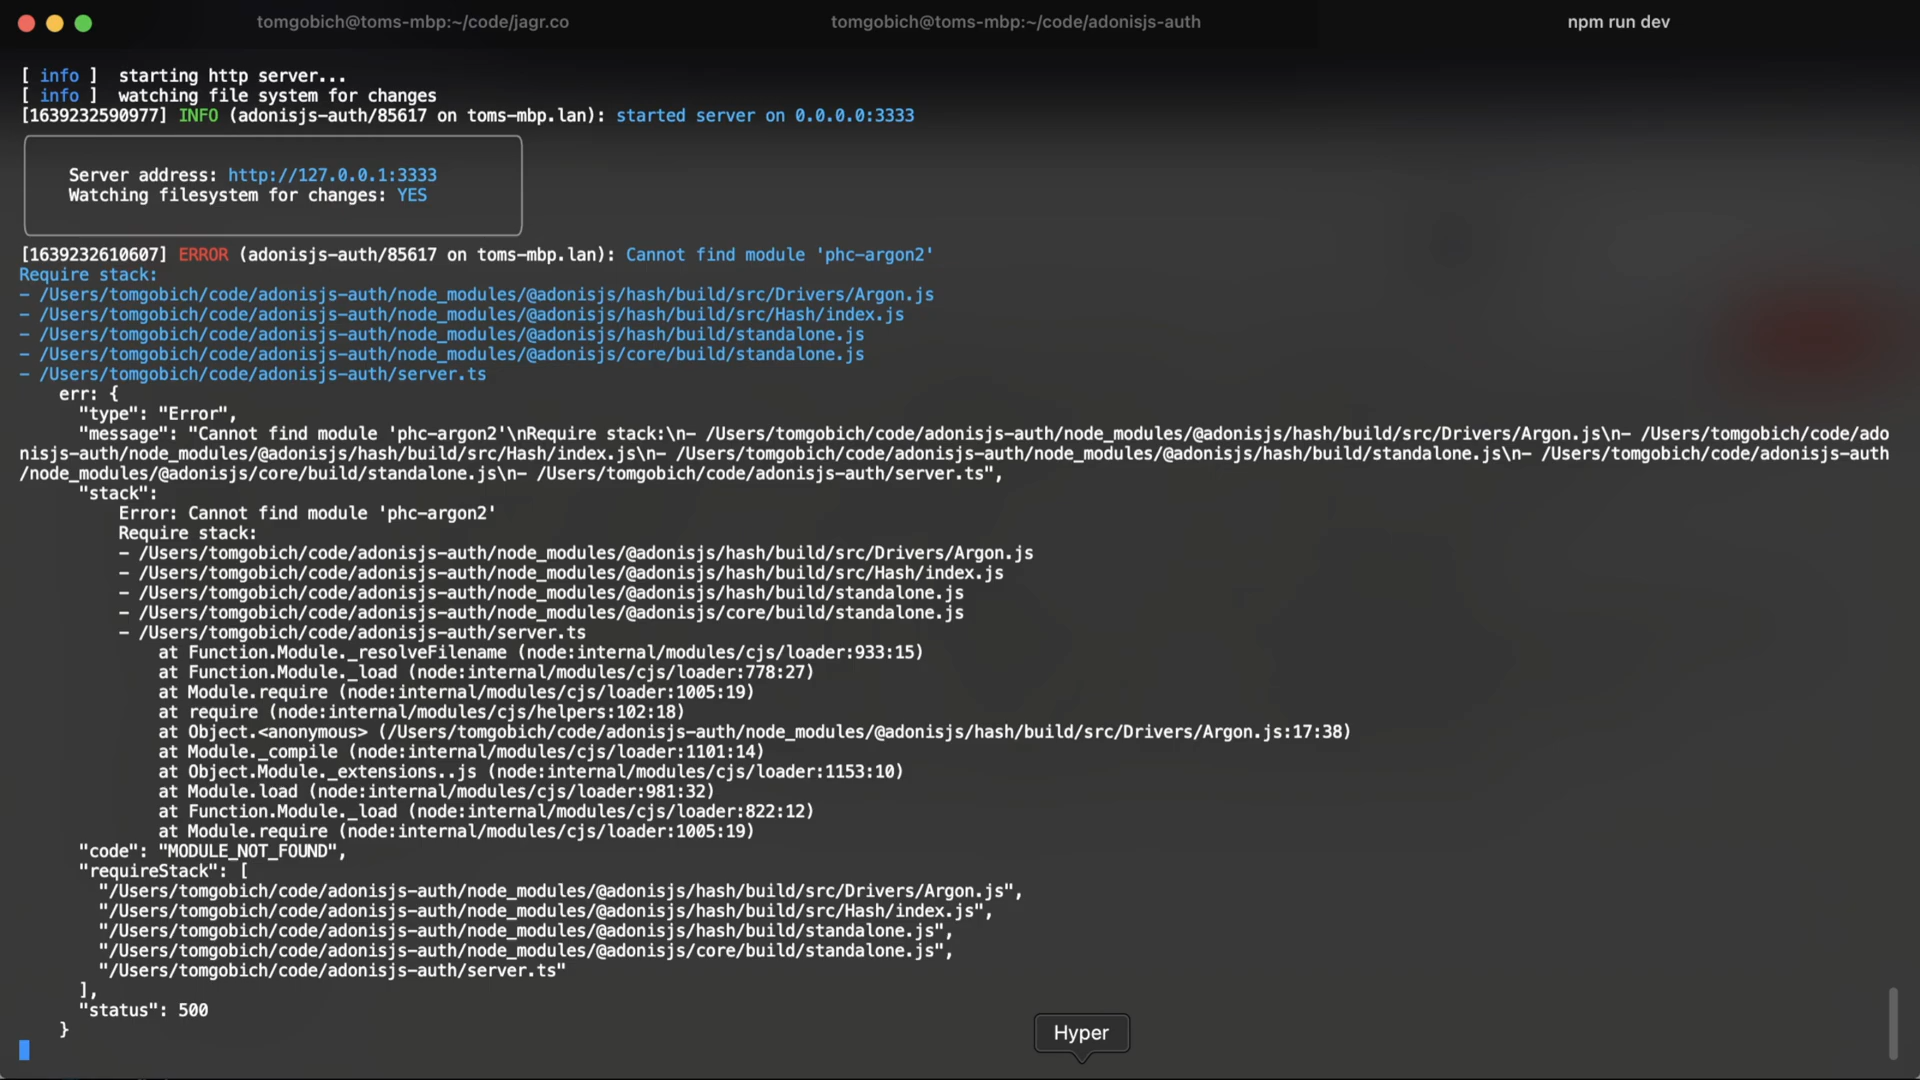 tomgobich@toms-mbp:~/code/jagr.co
tomgobich@toms-mbp:~/code/adonisjs-auth
npm run dev
[ info ]  starting http server...
[ info ]  watching file system for changes
[1639232590977] INFO (adonisjs-auth/85617 on toms-mbp.lan): started server on 0.0.0.0:3333
Server address: http://127.0.0.1:3333
Watching filesystem for changes: YES
[1639232610607] ERROR (adonisjs-auth/85617 on toms-mbp.lan): Cannot find module 'phc-argon2'
Require stack:
- /Users/tomgobich/code/adonisjs-auth/node_modules/@adonisjs/hash/build/src/Drivers/Argon.js
- /Users/tomgobich/code/adonisjs-auth/node_modules/@adonisjs/hash/build/src/Hash/index.js
- /Users/tomgobich/code/adonisjs-auth/node_modules/@adonisjs/hash/build/standalone.js
- /Users/tomgobich/code/adonisjs-auth/node_modules/@adonisjs/core/build/standalone.js
- /Users/tomgobich/code/adonisjs-auth/server.ts
    err: {
      "type": "Error",
      "message": "Cannot find module 'phc-argon2'\nRequire stack:\n- /Users/tomgobich/code/adonisjs-auth/node_modules/@adonisjs/hash/build/src/Drivers/Argon.js\n- /Users/tomgobich/code/ado
nisjs-auth/node_modules/@adonisjs/hash/build/src/Hash/index.js\n- /Users/tomgobich/code/adonisjs-auth/node_modules/@adonisjs/hash/build/standalone.js\n- /Users/tomgobich/code/adonisjs-auth
/node_modules/@adonisjs/core/build/standalone.js\n- /Users/tomgobich/code/adonisjs-auth/server.ts",
      "stack":
          Error: Cannot find module 'phc-argon2'
          Require stack:
          - /Users/tomgobich/code/adonisjs-auth/node_modules/@adonisjs/hash/build/src/Drivers/Argon.js
          - /Users/tomgobich/code/adonisjs-auth/node_modules/@adonisjs/hash/build/src/Hash/index.js
          - /Users/tomgobich/code/adonisjs-auth/node_modules/@adonisjs/hash/build/standalone.js
          - /Users/tomgobich/code/adonisjs-auth/node_modules/@adonisjs/core/build/standalone.js
          - /Users/tomgobich/code/adonisjs-auth/server.ts
              at Function.Module._resolveFilename (node:internal/modules/cjs/loader:933:15)
              at Function.Module._load (node:internal/modules/cjs/loader:778:27)
              at Module.require (node:internal/modules/cjs/loader:1005:19)
              at require (node:internal/modules/cjs/helpers:102:18)
              at Object.<anonymous> (/Users/tomgobich/code/adonisjs-auth/node_modules/@adonisjs/hash/build/src/Drivers/Argon.js:17:38)
              at Module._compile (node:internal/modules/cjs/loader:1101:14)
              at Object.Module._extensions..js (node:internal/modules/cjs/loader:1153:10)
              at Module.load (node:internal/modules/cjs/loader:981:32)
              at Function.Module._load (node:internal/modules/cjs/loader:822:12)
              at Module.require (node:internal/modules/cjs/loader:1005:19)
      "code": "MODULE_NOT_FOUND",
      "requireStack": [
        "/Users/tomgobich/code/adonisjs-auth/node_modules/@adonisjs/hash/build/src/Drivers/Argon.js",
        "/Users/tomgobich/code/adonisjs-auth/node_modules/@adonisjs/hash/build/src/Hash/index.js",
        "/Users/tomgobich/code/adonisjs-auth/node_modules/@adonisjs/hash/build/standalone.js",
        "/Users/tomgobich/code/adonisjs-auth/node_modules/@adonisjs/core/build/standalone.js",
        "/Users/tomgobich/code/adonisjs-auth/server.ts"
      ],
      "status": 500
    }
Hyper